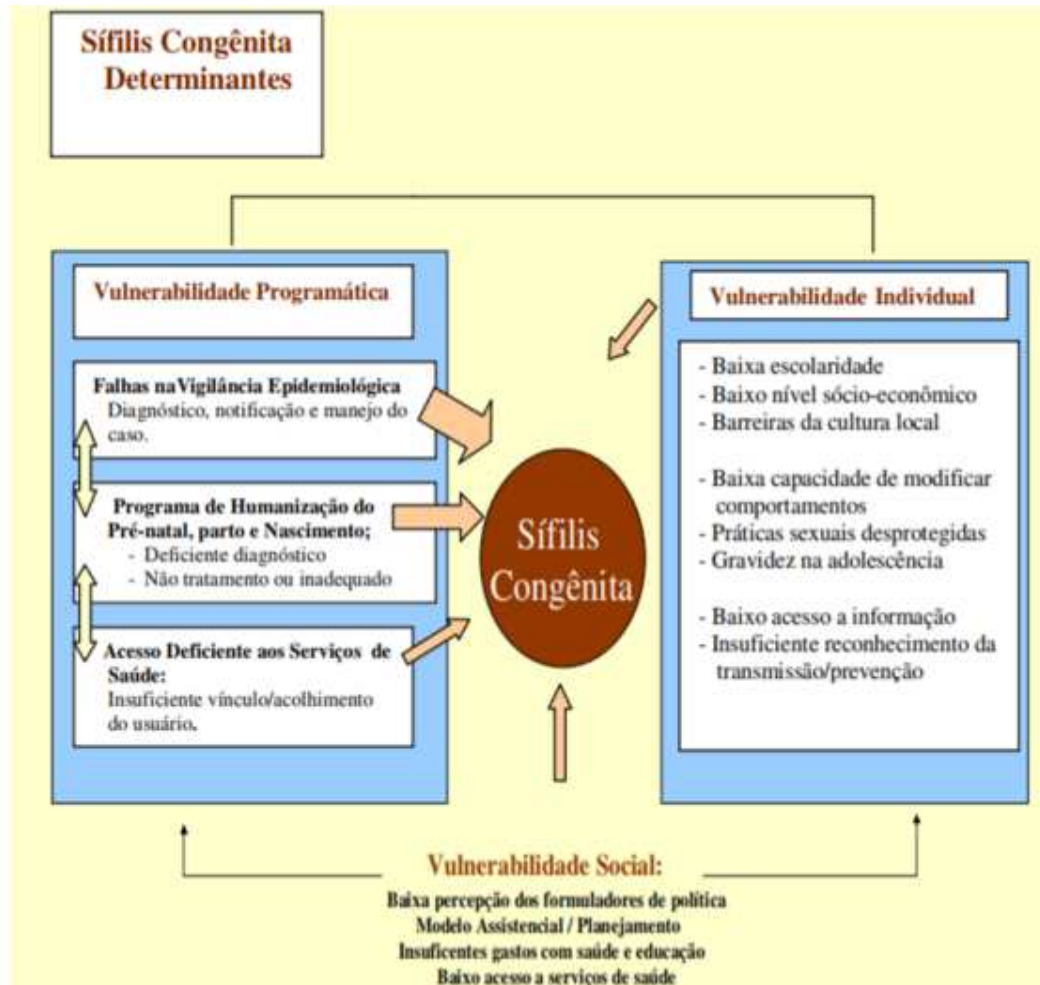 Sífilis Congênita
Determinantes
Vulnerabilidade Programática
Falhas naVigilância Epidemiológica
Diagnóstico, notificação e manejo do
caso.
Programa de Humanização do
Pré-natal, parto e Nascimento;
- Deficiente diagnóstico
- Não tratamento ou inadequado
Acesso Deficiente aos Serviços de
Saúde:
Insuficiente vínculo/acolhimento
do usuário.
Sífilis
Congênita
Vulnerabilidade Individual
- Baixa escolaridade
- Baixo nível sócio-econômico
- Barreiras da cultura local
- Baixa capacidade de modificar
comportamentos
- Práticas sexuais desprotegidas
- Gravidez na adolescência
- Baixo acesso a informação
- Insuficiente reconhecimento da
transmissão/prevenção
Vulnerabilidade Social:
Baixa percepção dos formuladores de política
Modelo Assistencial / Planejamento
Insuficentes gastos com saúde e educação
Baixo acesso a serviços de saúde